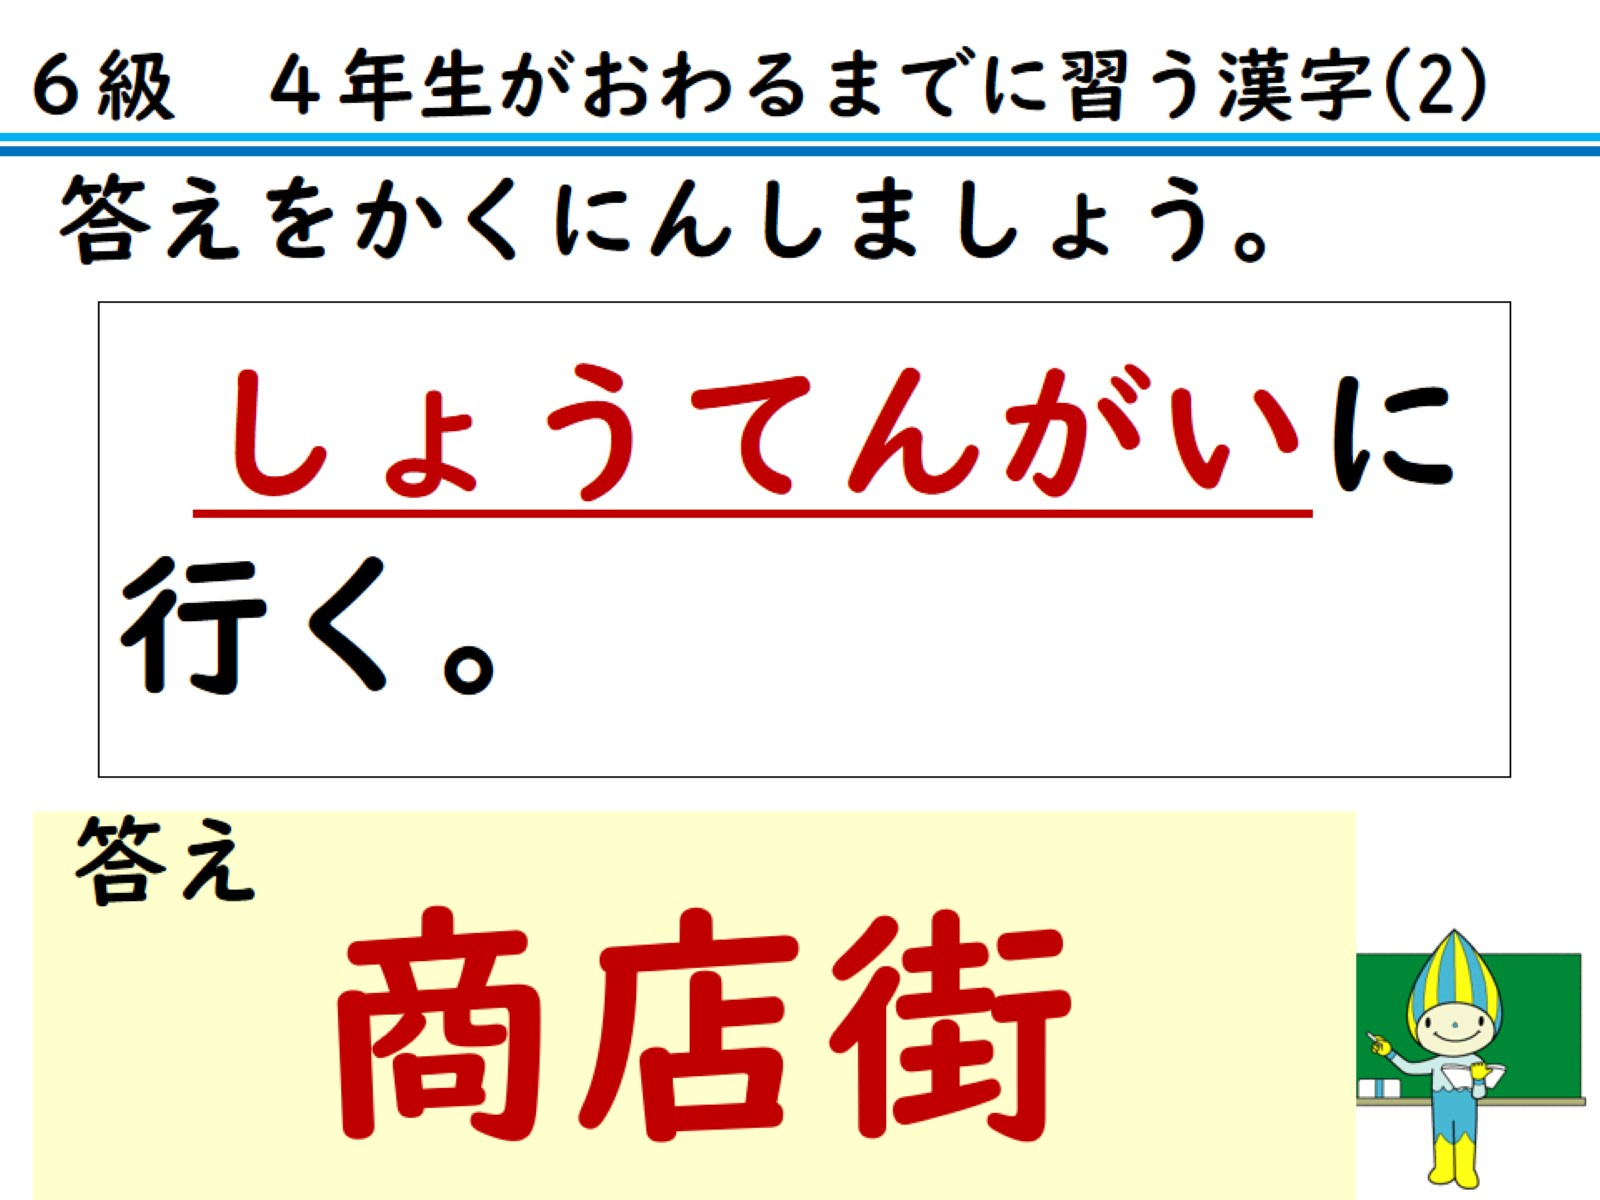 ６級　４年生がおわるまでに習う漢字(2)
答えをかくにんしましょう。
しょうてんがいに
行く。
答え
商店街